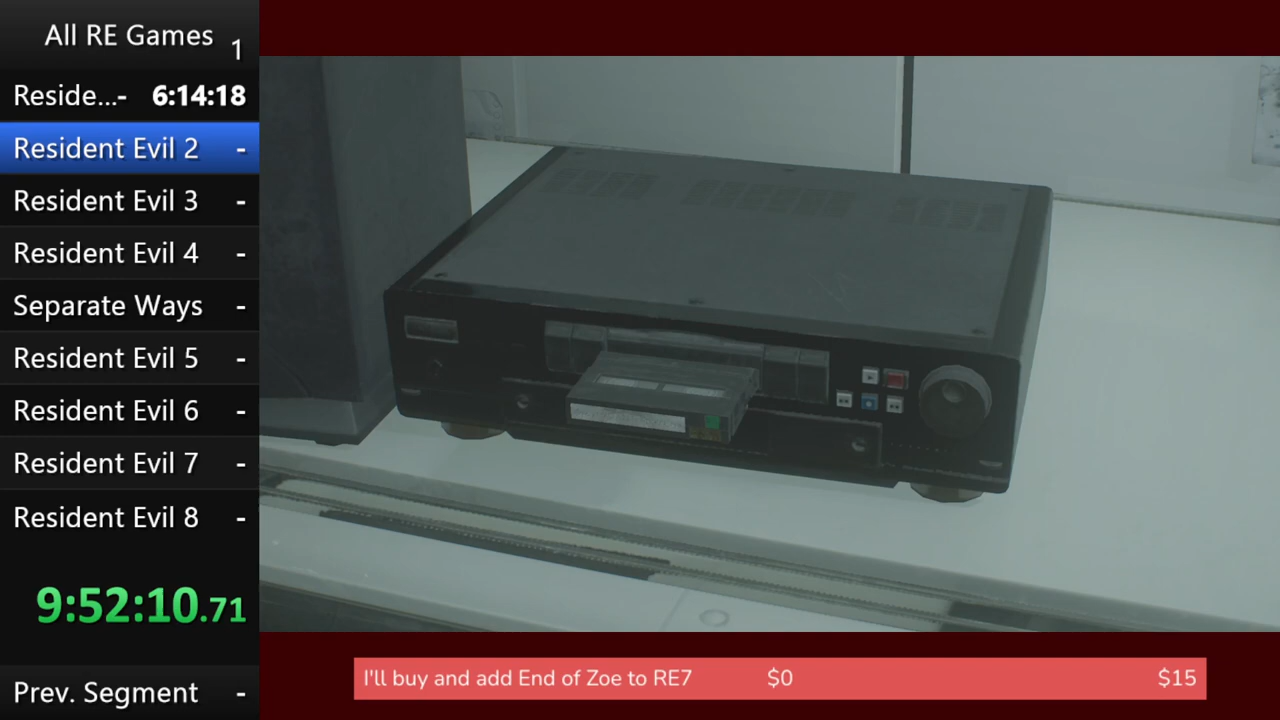 All RE Games
1
Reside...- 6:14:18
Resident Evil 2 -
Resident Evil 3 -
Resident Evil 4 -
Separate Ways -
Resident Evil 5 -
Resident Evil 6 -
Resident Evil 7 -
Resident Evil 8 -
9:52:10.71
Prev. Segment -
I'll buy and add End of Zoe to RE7 $0 $15